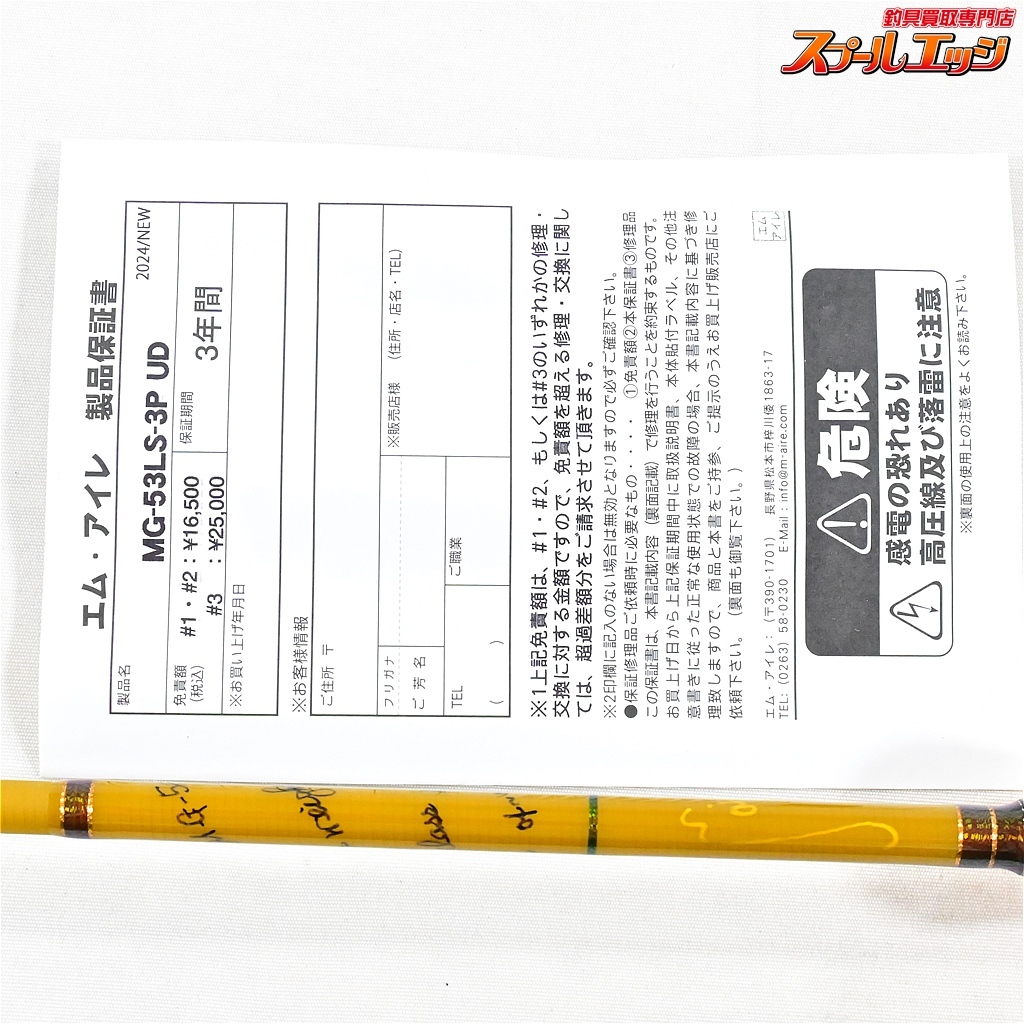 釣具買取専門店
スプールエッジ
エム・アイレ 製品保証書
製品名
MG-53LS-3P UD
2024/NEW
免責額
(税込)
#1・#2:¥16,500
#3 :¥25,000
保証期間
3年間
※お買い上げ年月日
※お客様情報
ご住所 〒
※販売店様 (住所・店名・TEL)
フリガナ
ご芳名
ご職業
TEL
( )
※1上記免責額は、#1・#2、もしくは#3のいずれかの修理・
交換に対する金額ですので、免責額を超える修理・交換に関し
ては、超過差額分をご請求させて頂きます。
※2印欄に記入のない場合は無効となりますので必ずご確認下さい。
●保証修理品ご依頼時に必要なもの・・・・ ①免責額②本保証書③修理品
この保証書は、本書記載内容(裏面記載)で修理を行うことを約束するものです。
お買上げ日から上記保証期間中に取扱説明書、本体貼付ラベル、その他注
意書きに従った正常な使用状態での故障の場合、本書記載内容に基づき修
理致しますので、商品と本書をご持参、ご提示のうえお買上げ販売店にご
依頼下さい。(裏面も御覧下さい。)
エム・アイレ:(〒390-1701) 長野県松本市梓川倭1863-17
TEL:(0263) 58-0230 E-Mail:info@m-aire.com
エム
アイレ
危険
感電の恐れあり
高圧線及び落雷に注意
※裏面の使用上の注意をよくお読み下さい。